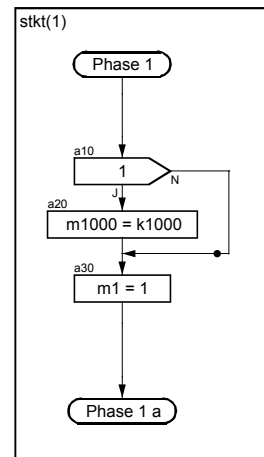 stkt(1)
Phase 1
a10
1
N
J
a20
m1000 = k1000
a30
m1 = 1
Phase 1 a